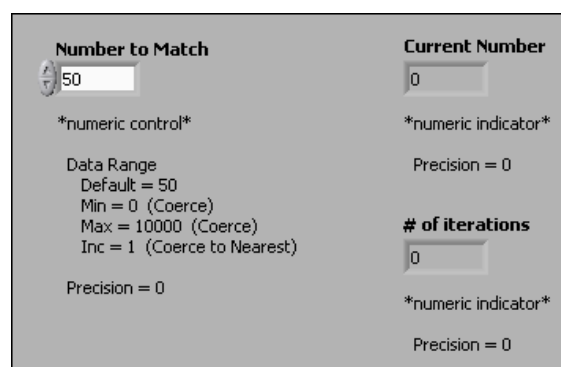 Number to Match
50
*numeric control*
Data Range
Default = 50
Min = 0 (Coerce)
Max = 10000 (Coerce)
Inc = 1 (Coerce to Nearest)
Precision = 0
Current Number
0
*numeric indicator*
Precision = 0
# of iterations
0
*numeric indicator*
Precision = 0